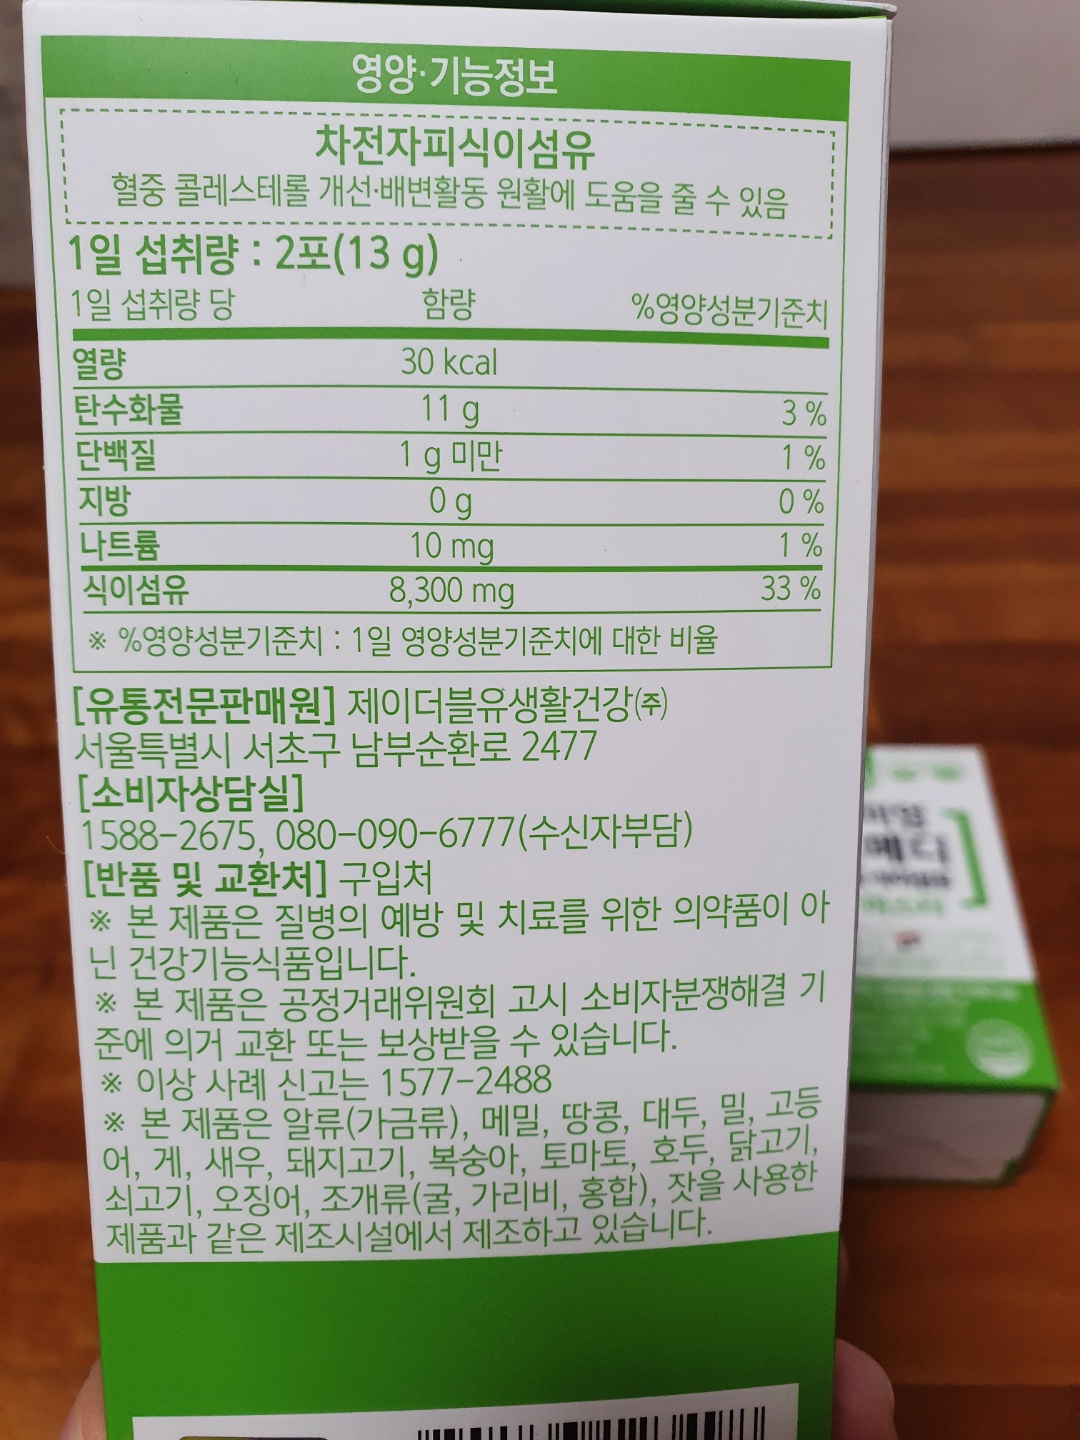 영양·기능정보
차전자피식이섬유
혈중 콜레스테롤 개선·배변활동 원활에 도움을 줄 수 있음
1일 섭취량 : 2포(13 g)
1일 섭취량 당 함량 %영양성분기준치
열량 30 kcal
탄수화물 11 g 3 %
단백질 1 g 미만 1 %
지방 0 g 0 %
나트륨 10 mg 1 %
식이섬유 8,300 mg 33 %
※ %영양성분기준치 : 1일 영양성분기준치에 대한 비율
[유통전문판매원] 제이더블유생활건강㈜
서울특별시 서초구 남부순환로 2477
[소비자상담실]
1588-2675, 080-090-6777(수신자부담)
[반품 및 교환처] 구입처
※ 본 제품은 질병의 예방 및 치료를 위한 의약품이 아
닌 건강기능식품입니다.
※ 본 제품은 공정거래위원회 고시 소비자분쟁해결 기
준에 의거 교환 또는 보상받을 수 있습니다.
※ 이상 사례 신고는 1577-2488
※ 본 제품은 알류(가금류), 메밀, 땅콩, 대두, 밀, 고등
어, 게, 새우, 돼지고기, 복숭아, 토마토, 호두, 닭고기,
쇠고기, 오징어, 조개류(굴, 가리비, 홍합), 잣을 사용한
제품과 같은 제조시설에서 제조하고 있습니다.
메디